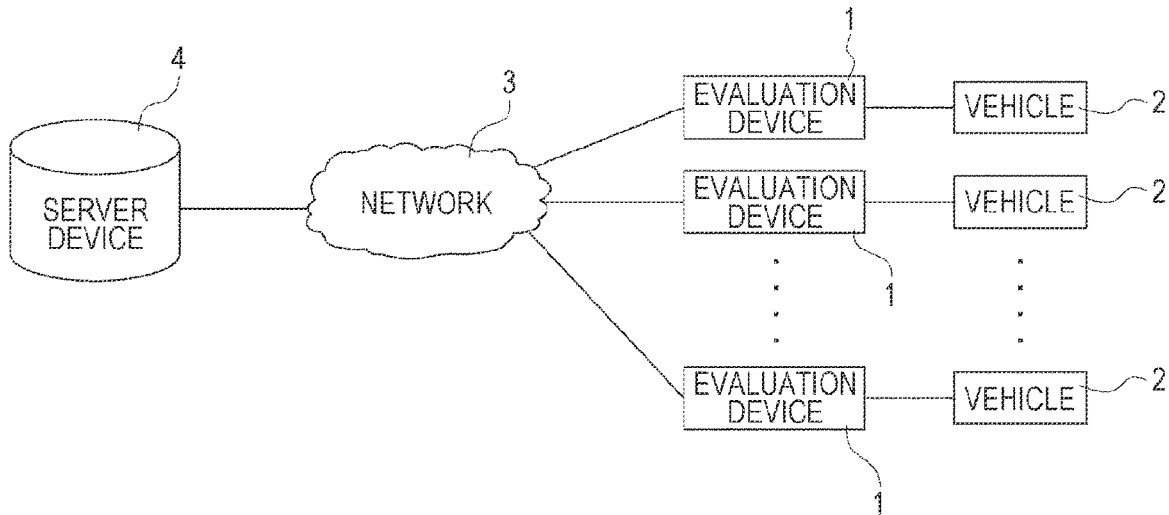 4
SERVER
DEVICE
3
NETWORK
1
EVALUATION
DEVICE
VEHICLE
2
EVALUATION
DEVICE
1
VEHICLE
2
EVALUATION
DEVICE
1
VEHICLE
2